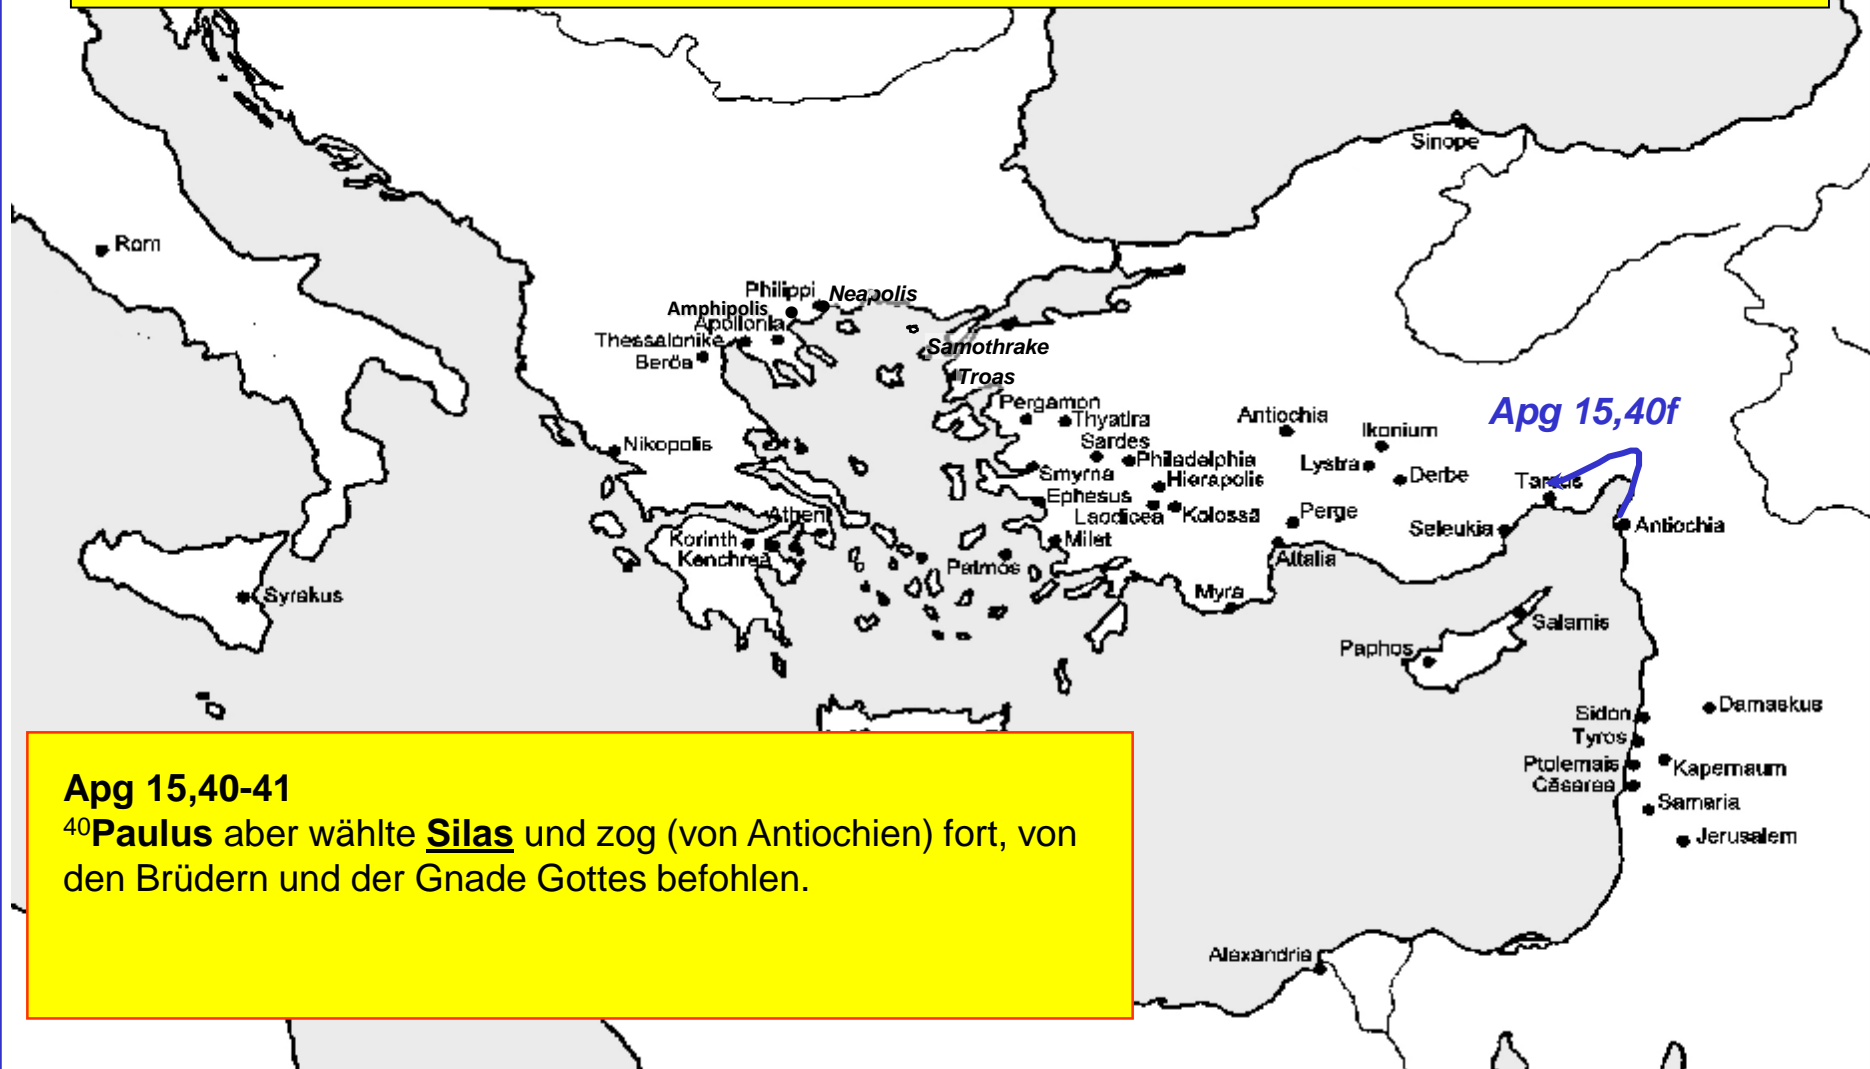 Sinope
Rom
Philippi
Neapolis
Amphipolis
Apollonia
Thessalonike
Beröa
Samothrake
Troas
Pergamon
Thyatira
Sardes
Philadelphia
Hierapolis
Smyrna
Ephesus
Laodicea
Kolossä
Milet
Patmos
Nikopolis
Athen
Korinth
Kenchreä
Syrakus
Antiochia
Ikonium
Lystra
Derbe
Perge
Attalia
Myra
Apg 15,40f
Tarsus
Seleukia
Antiochia
Salamis
Paphos
Damaskus
Sidon
Tyros
Ptolemais
Kapernaum
Cäsarea
Samaria
Jerusalem
Alexandria
Apg 15,40-41
40Paulus aber wählte Silas und zog (von Antiochien) fort, von
den Brüdern und der Gnade Gottes befohlen.